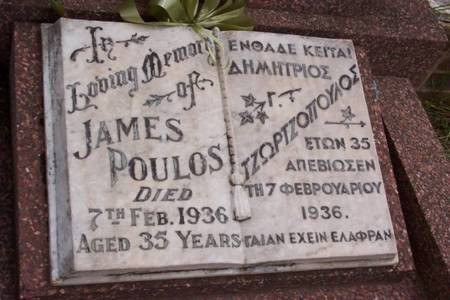 In
Loving Memory
of
JAMES
POULOS
DIED
7TH FEB. 1936
AGED 35 YEARS
ΕΝΘΑΔΕ ΚΕΙΤΑΙ
ΔΗΜΗΤΡΙΟΣ
Γ. Τ.
ΤΖΩΡΤΖΟΠΟΥΛΟΣ
ΕΤΩΝ 35
ΑΠΕΒΙΩΣΕΝ
ΤΗ 7 ΦΕΒΡΟΥΑΡΙΟΥ
1936.
ΓΑΙΑΝ ΕΧΕΙΝ ΕΛΑΦΡΑΝ